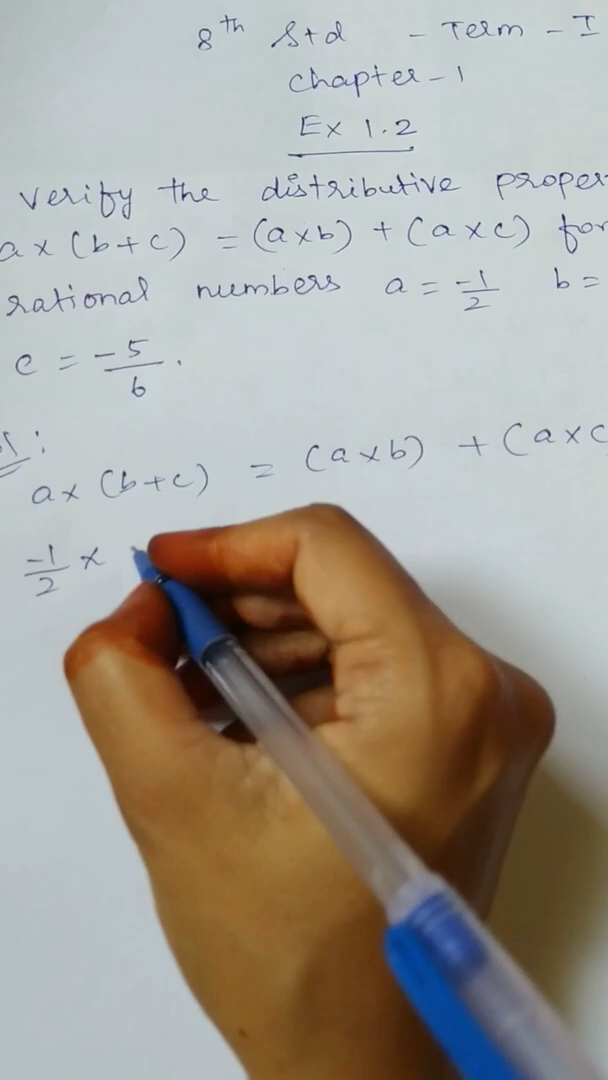 8th Std - Term - I
Chapter - 1
Ex 1.2
Verify the distributive proper
a × (b+c) = (a×b) + (a×c) for
rational numbers a = -1/2 b =
c = -5/6 .
a × (b+c) = (a×b) + (a×c
-1/2 ×